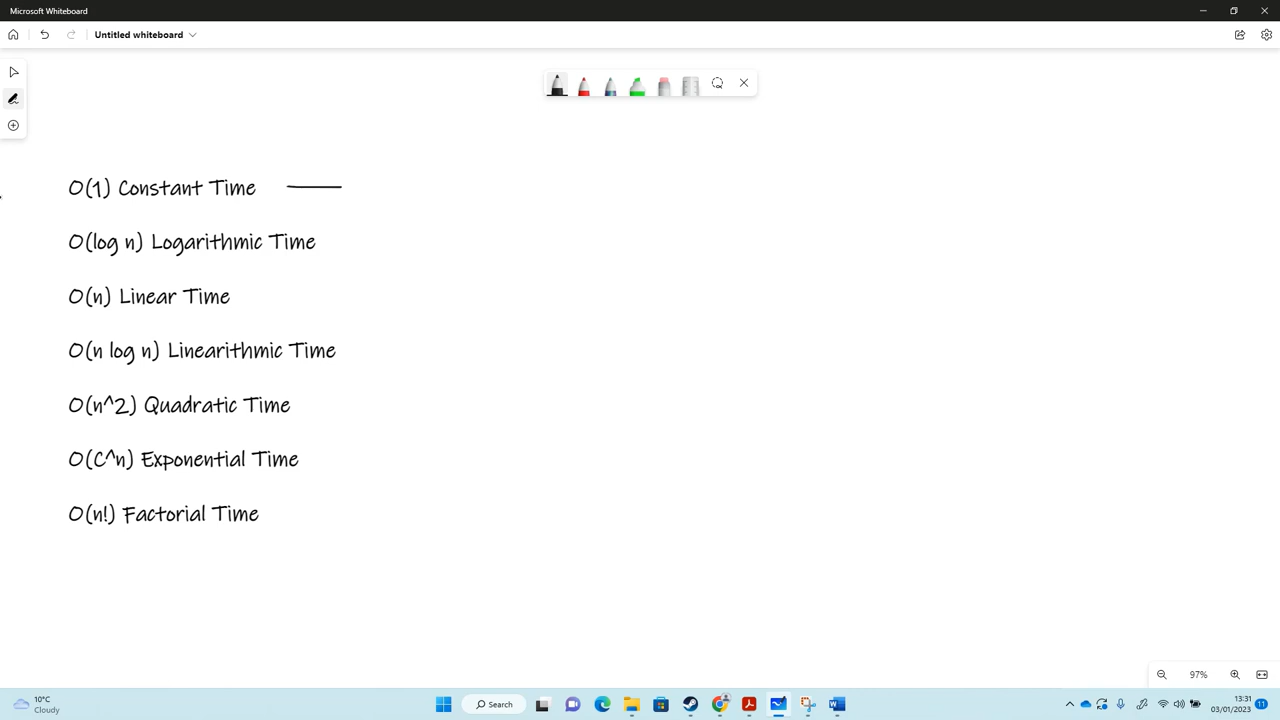 Microsoft Whiteboard
Untitled whiteboard
O(1) Constant Time
O(log n) Logarithmic Time
O(n) Linear Time
O(n log n) Linearithmic Time
O(n^2) Quadratic Time
O(C^n) Exponential Time
O(n!) Factorial Time
97%
10°C
Cloudy
Search
13:31
03/01/2023
11